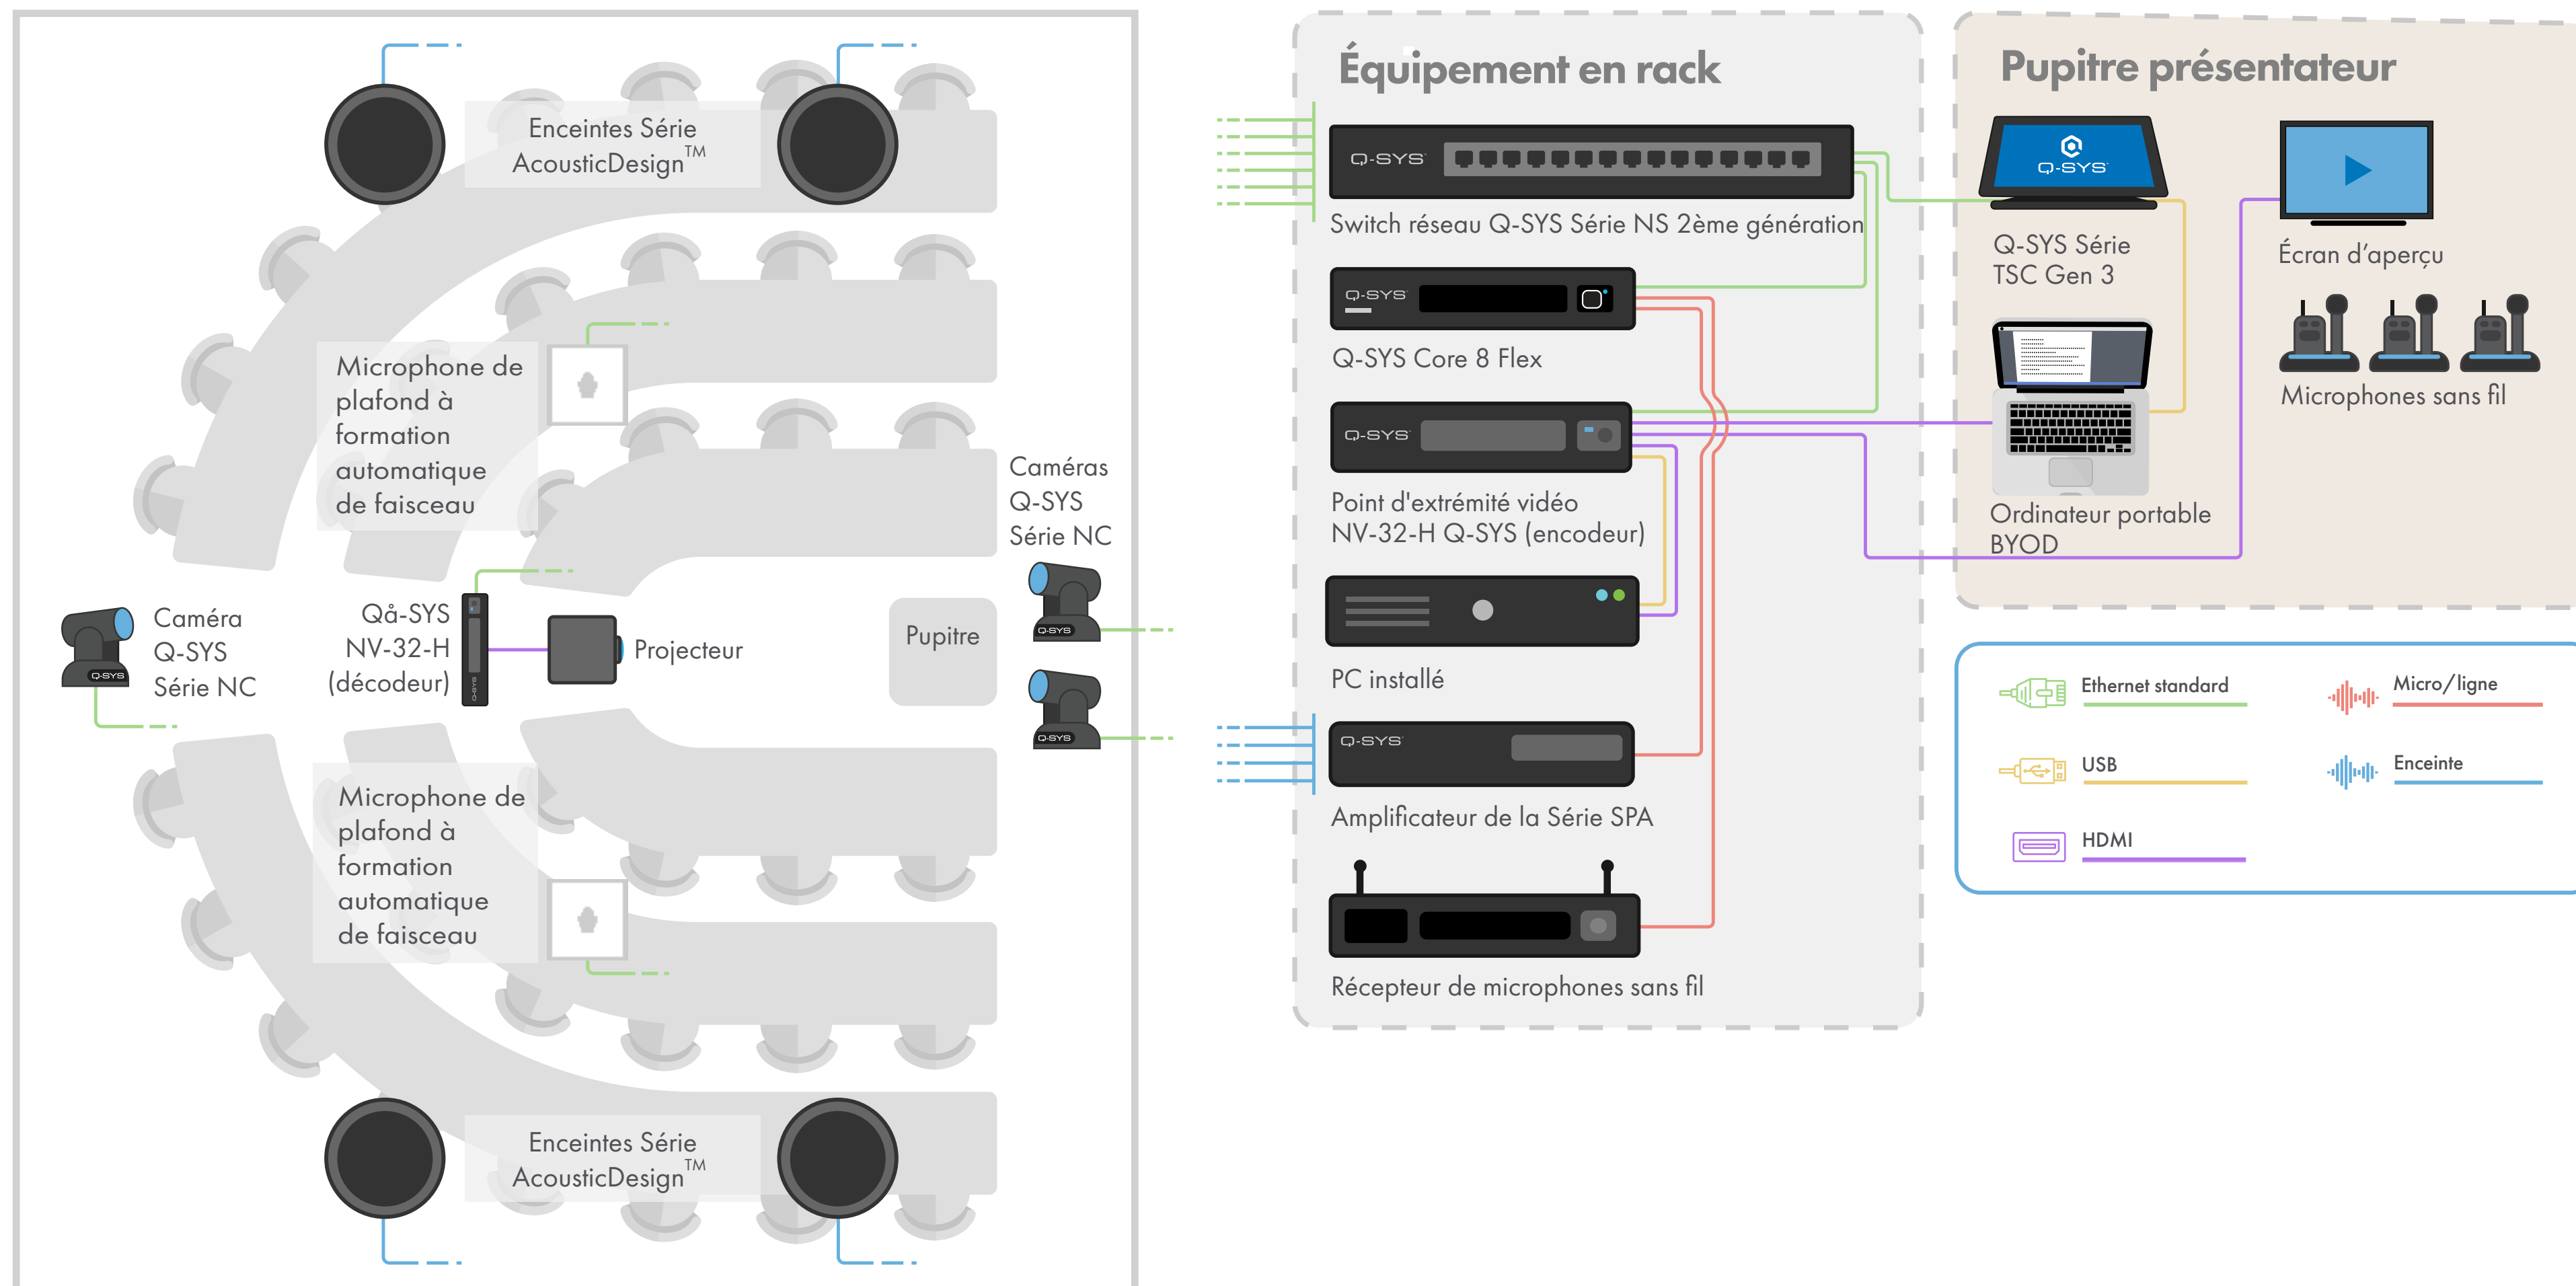 Enceintes Série
AcousticDesign™
Microphone de
plafond à
formation
automatique
de faisceau
Caméras
Q-SYS
Série NC
Q-SYS
Q-SYS
Caméra
Q-SYS
Série NC
Q-SYS
Qå-SYS
NV-32-H
(décodeur)
Q-SYS
Projecteur
Pupitre
Microphone de
plafond à
formation
automatique
de faisceau
Enceintes Série
AcousticDesign™
Équipement en rack
Q-SYS
Switch réseau Q-SYS Série NS 2ème génération
Q-SYS
Q-SYS Core 8 Flex
Q-SYS
Point d'extrémité vidéo
NV-32-H Q-SYS (encodeur)
PC installé
Q-SYS
Amplificateur de la Série SPA
Récepteur de microphones sans fil
Pupitre présentateur
Q-SYS
Q-SYS Série
TSC Gen 3
Écran d’aperçu
Microphones sans fil
Ordinateur portable
BYOD
Ethernet standard
Micro/ligne
USB
Enceinte
HDMI